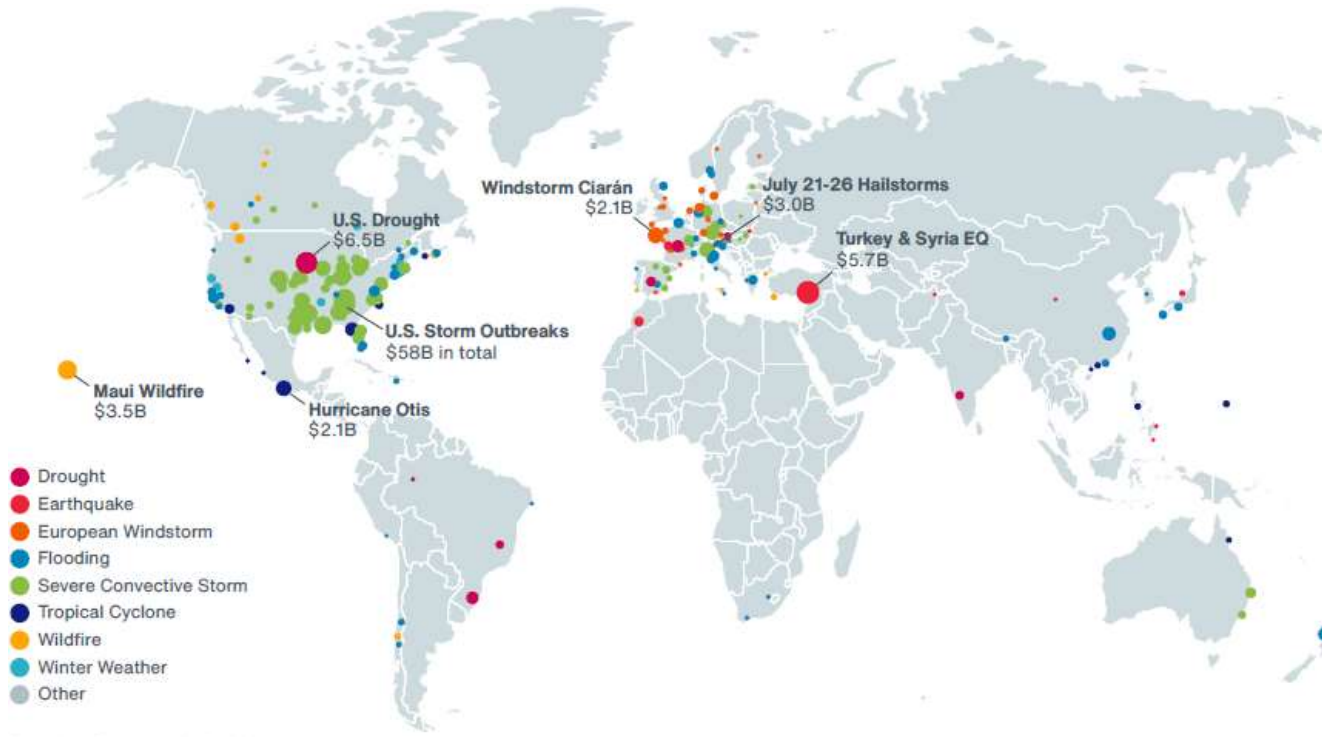 Windstorm Ciarán
$2.1B
July 21-26 Hailstorms
$3.0B
U.S. Drought
$6.5B
Turkey & Syria EQ
$5.7B
U.S. Storm Outbreaks
$58B in total
Maui Wildfire
$3.5B
Hurricane Otis
$2.1B
Drought
Earthquake
European Windstorm
Flooding
Severe Convective Storm
Tropical Cyclone
Wildfire
Winter Weather
Other